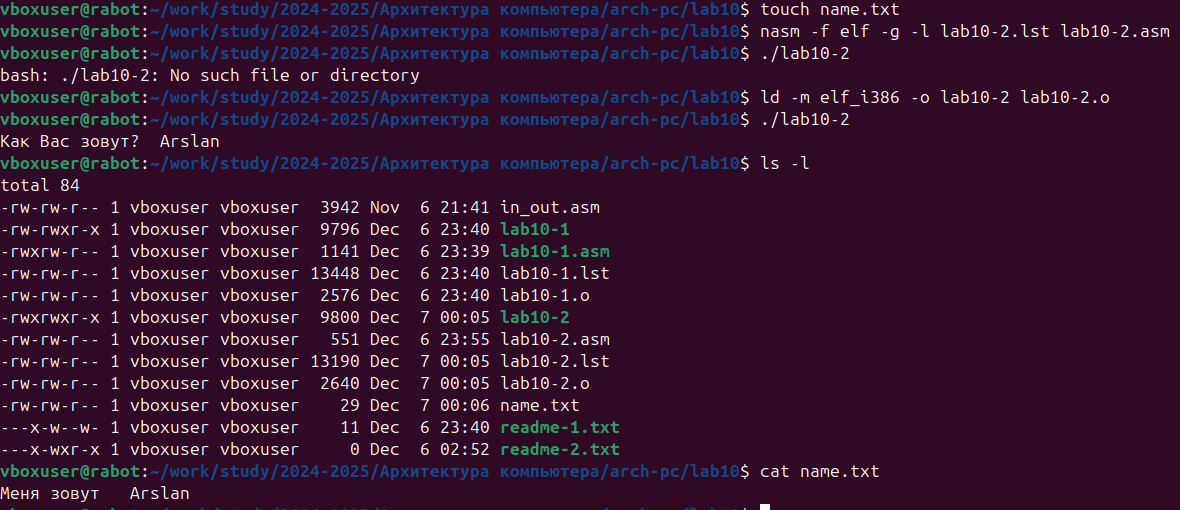 vboxuser@rabot:~/work/study/2024-2025/Архитектура компьютера/arch-pc/lab10$ touch name.txt
vboxuser@rabot:~/work/study/2024-2025/Архитектура компьютера/arch-pc/lab10$ nasm -f elf -g -l lab10-2.lst lab10-2.asm
vboxuser@rabot:~/work/study/2024-2025/Архитектура компьютера/arch-pc/lab10$ ./lab10-2
bash: ./lab10-2: No such file or directory
vboxuser@rabot:~/work/study/2024-2025/Архитектура компьютера/arch-pc/lab10$ ld -m elf_i386 -o lab10-2 lab10-2.o
vboxuser@rabot:~/work/study/2024-2025/Архитектура компьютера/arch-pc/lab10$ ./lab10-2
Как Вас зовут?  Arslan
vboxuser@rabot:~/work/study/2024-2025/Архитектура компьютера/arch-pc/lab10$ ls -l
total 84
-rw-rw-r-- 1 vboxuser vboxuser  3942 Nov  6 21:41 in_out.asm
-rw-rwxr-x 1 vboxuser vboxuser  9796 Dec  6 23:40 lab10-1
-rwxrw-r-- 1 vboxuser vboxuser  1141 Dec  6 23:39 lab10-1.asm
-rw-rw-r-- 1 vboxuser vboxuser 13448 Dec  6 23:40 lab10-1.lst
-rw-rw-r-- 1 vboxuser vboxuser  2576 Dec  6 23:40 lab10-1.o
-rwxrwxr-x 1 vboxuser vboxuser  9800 Dec  7 00:05 lab10-2
-rw-rw-r-- 1 vboxuser vboxuser   551 Dec  6 23:55 lab10-2.asm
-rw-rw-r-- 1 vboxuser vboxuser 13190 Dec  7 00:05 lab10-2.lst
-rw-rw-r-- 1 vboxuser vboxuser  2640 Dec  7 00:05 lab10-2.o
-rw-rw-r-- 1 vboxuser vboxuser    29 Dec  7 00:06 name.txt
---x-w--w- 1 vboxuser vboxuser    11 Dec  6 23:40 readme-1.txt
---x-wxr-x 1 vboxuser vboxuser     0 Dec  6 02:52 readme-2.txt
vboxuser@rabot:~/work/study/2024-2025/Архитектура компьютера/arch-pc/lab10$ cat name.txt
Меня зовут   Arslan